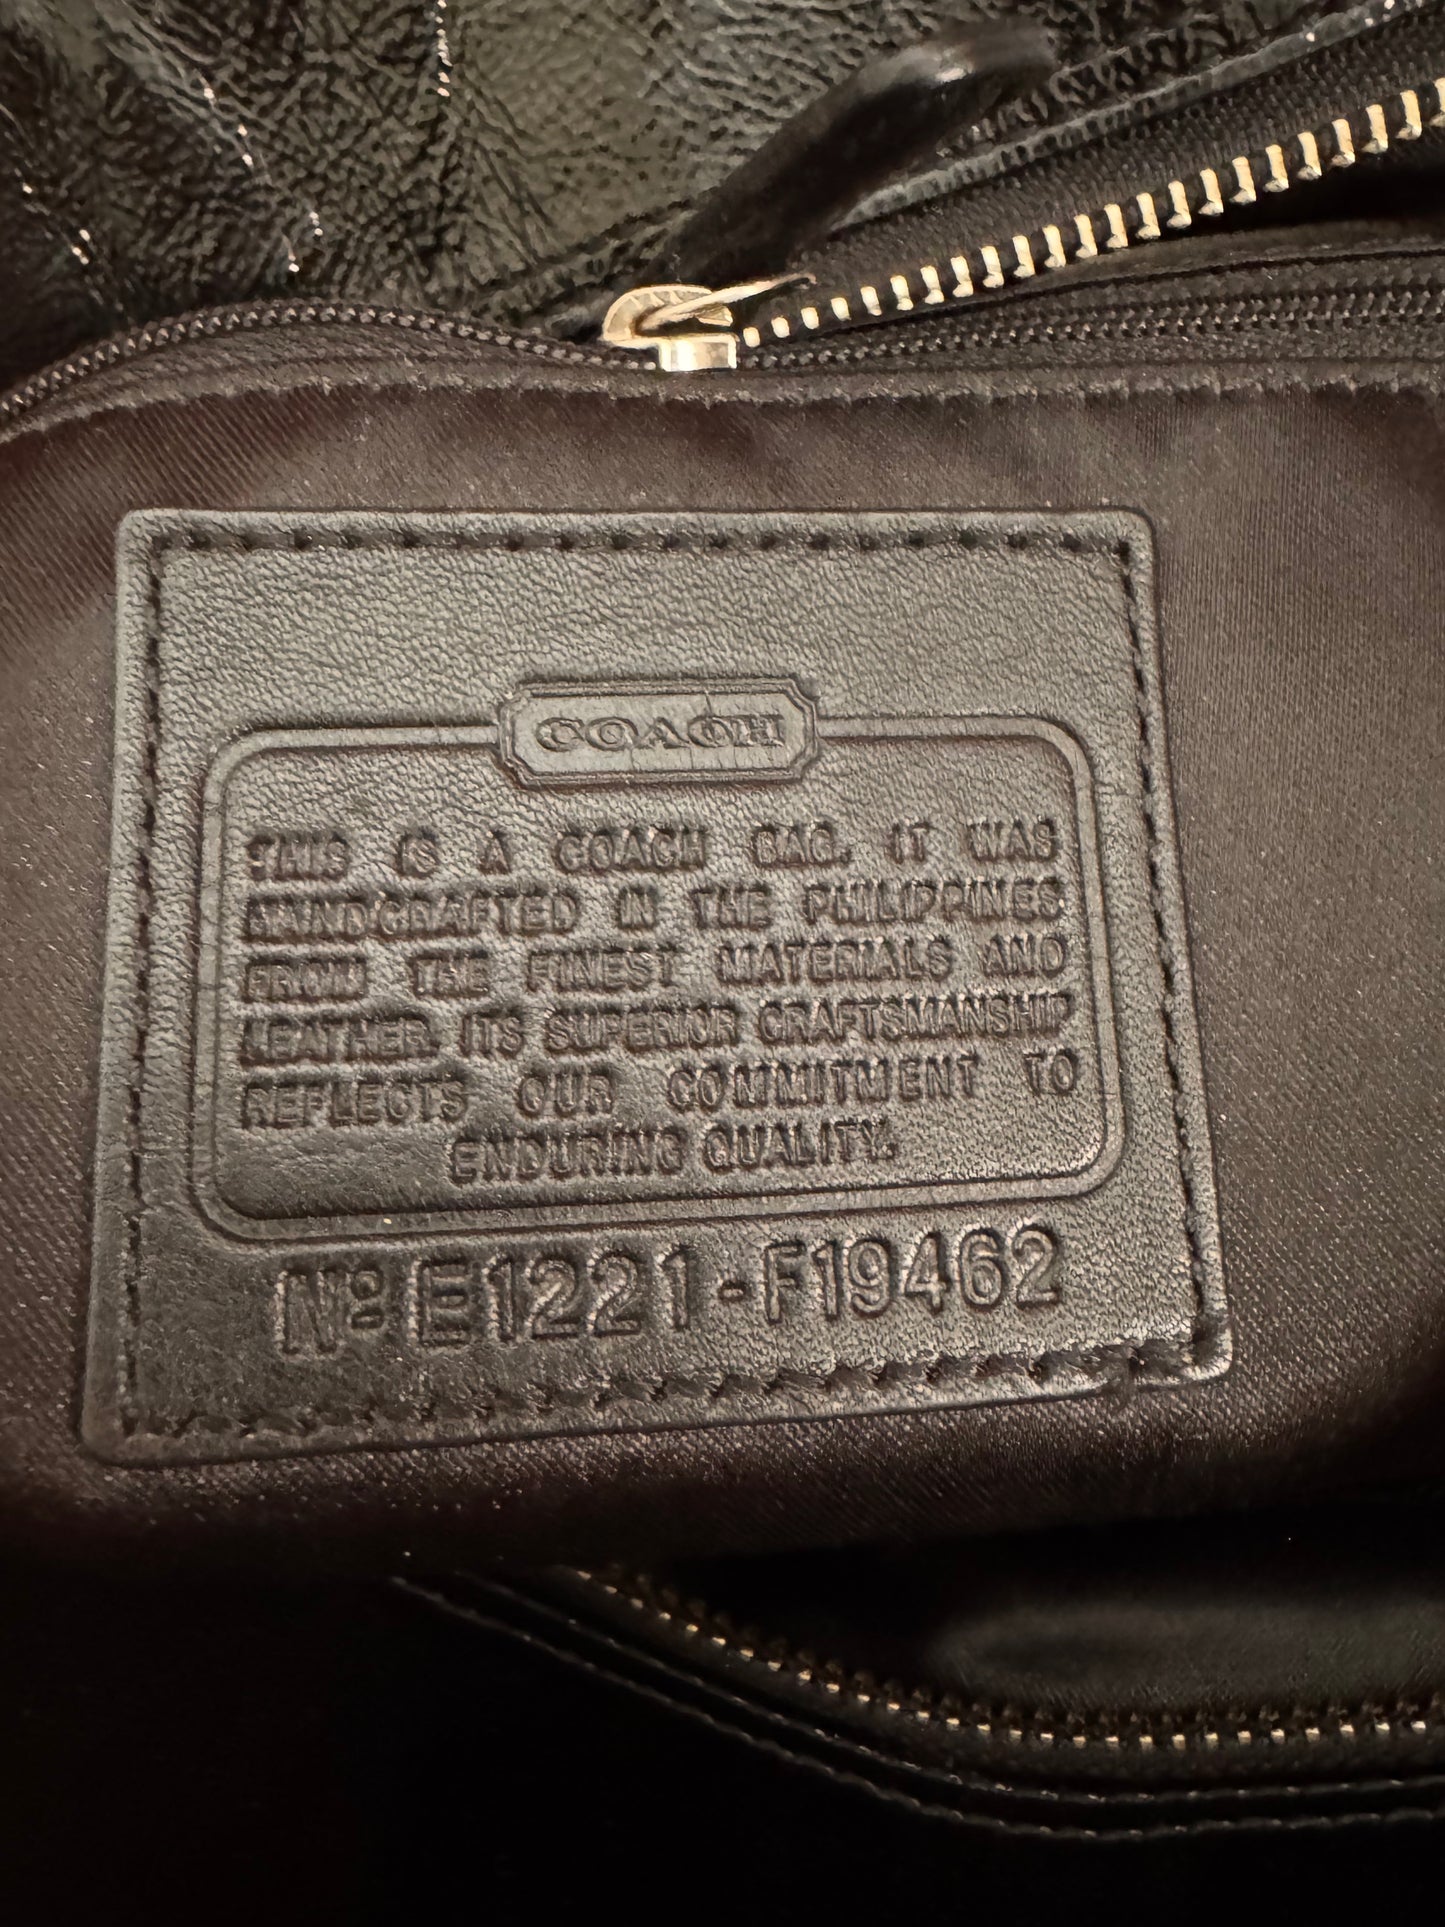 COACH
THIS IS A COACH BAG. IT WAS
HANDCRAFTED IN THE PHILIPPINES
FROM THE FINEST MATERIALS AND
LEATHER. ITS SUPERIOR CRAFTSMANSHIP
REFLECTS OUR COMMITMENT TO
ENDURING QUALITY.
Nº E1221-F19462